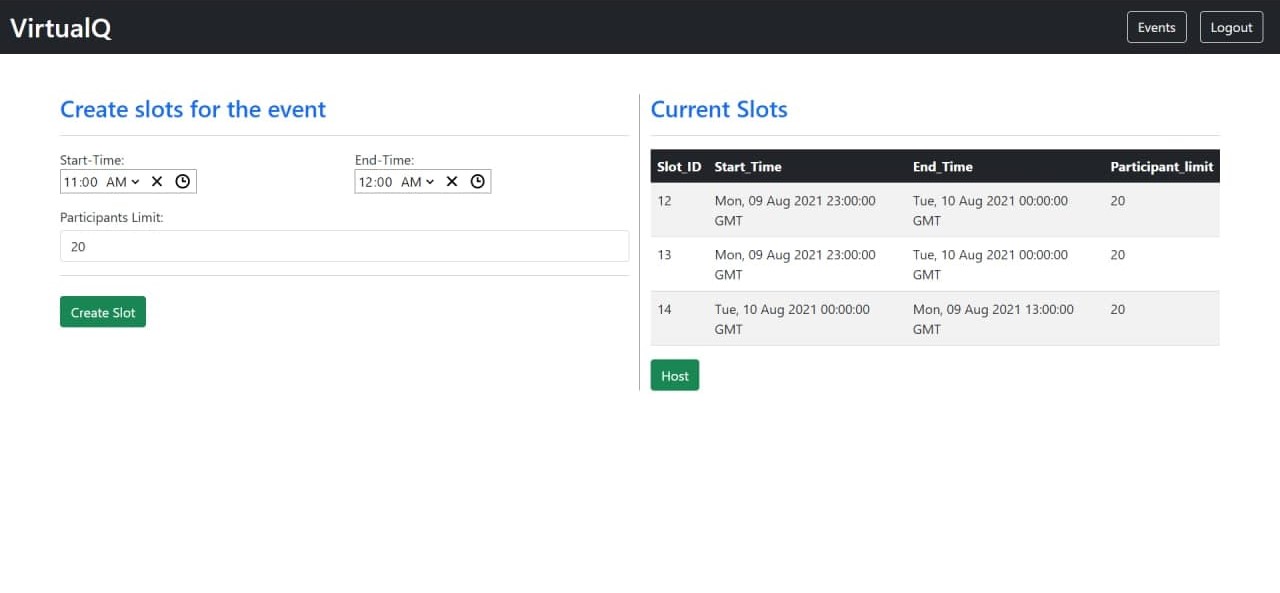 VirtualQ
Events
Logout
Create slots for the event
Start-Time:
End-Time:
11:00 AM
12:00 AM
Participants Limit:
20
Create Slot
Current Slots
Slot_ID Start_Time End_Time Participant_limit
12 Mon, 09 Aug 2021 23:00:00 Tue, 10 Aug 2021 00:00:00 20
GMT GMT
13 Mon, 09 Aug 2021 23:00:00 Tue, 10 Aug 2021 00:00:00 20
GMT GMT
14 Tue, 10 Aug 2021 00:00:00 Mon, 09 Aug 2021 13:00:00 20
GMT GMT
Host